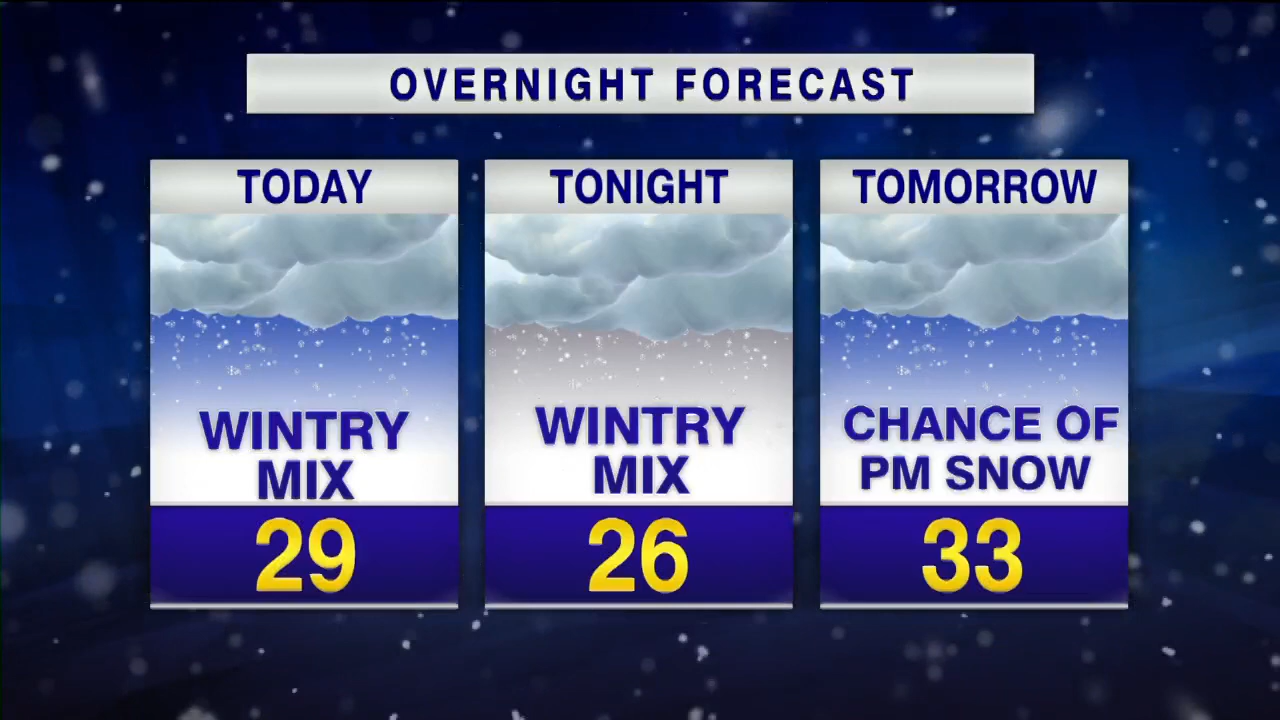 OVERNIGHT FORECAST
TODAY
WINTRY
MIX
29
TONIGHT
WINTRY
MIX
26
TOMORROW
CHANCE OF
PM SNOW
33